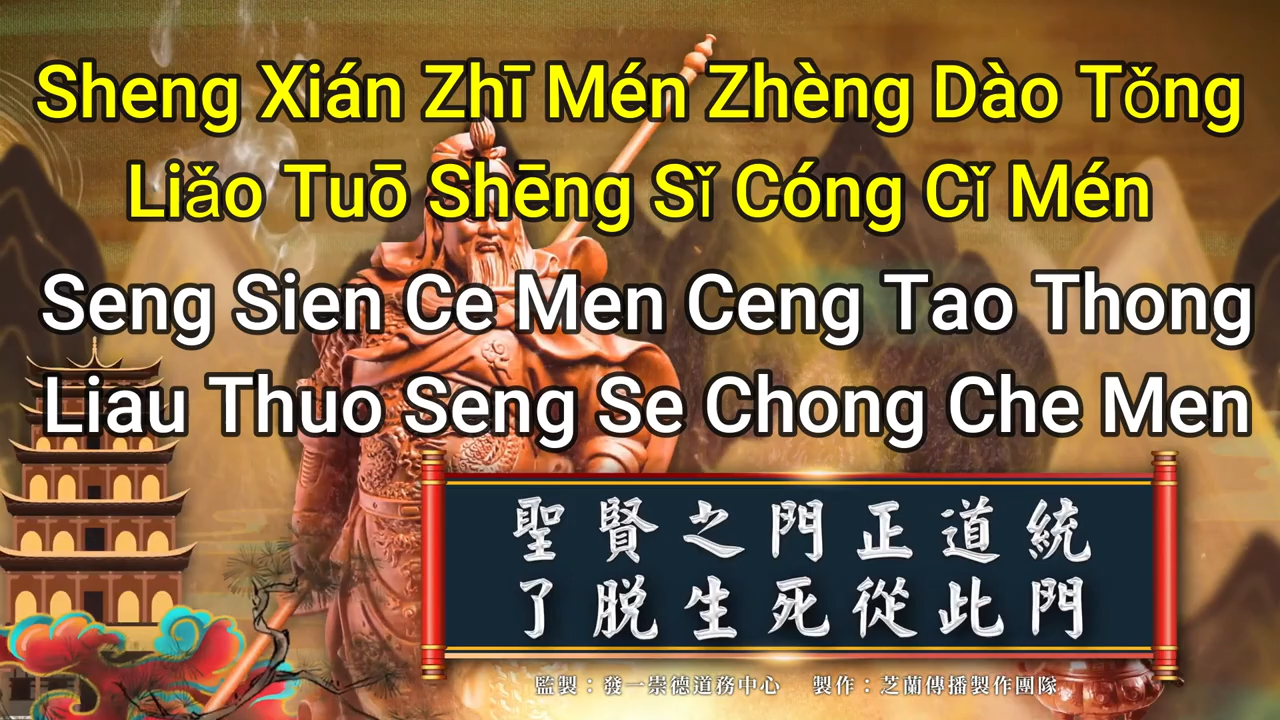 Sheng Xián Zhī Mén Zhèng Dào Tǒng
Liǎo Tuō Shēng Sǐ Cóng Cǐ Mén
Seng Sien Ce Men Ceng Tao Thong
Liau Thuo Seng Se Chong Che Men
聖賢之門正道統
了脱生死從此門
監製：發一崇德道務中心 製作：芝蘭傳播製作團隊